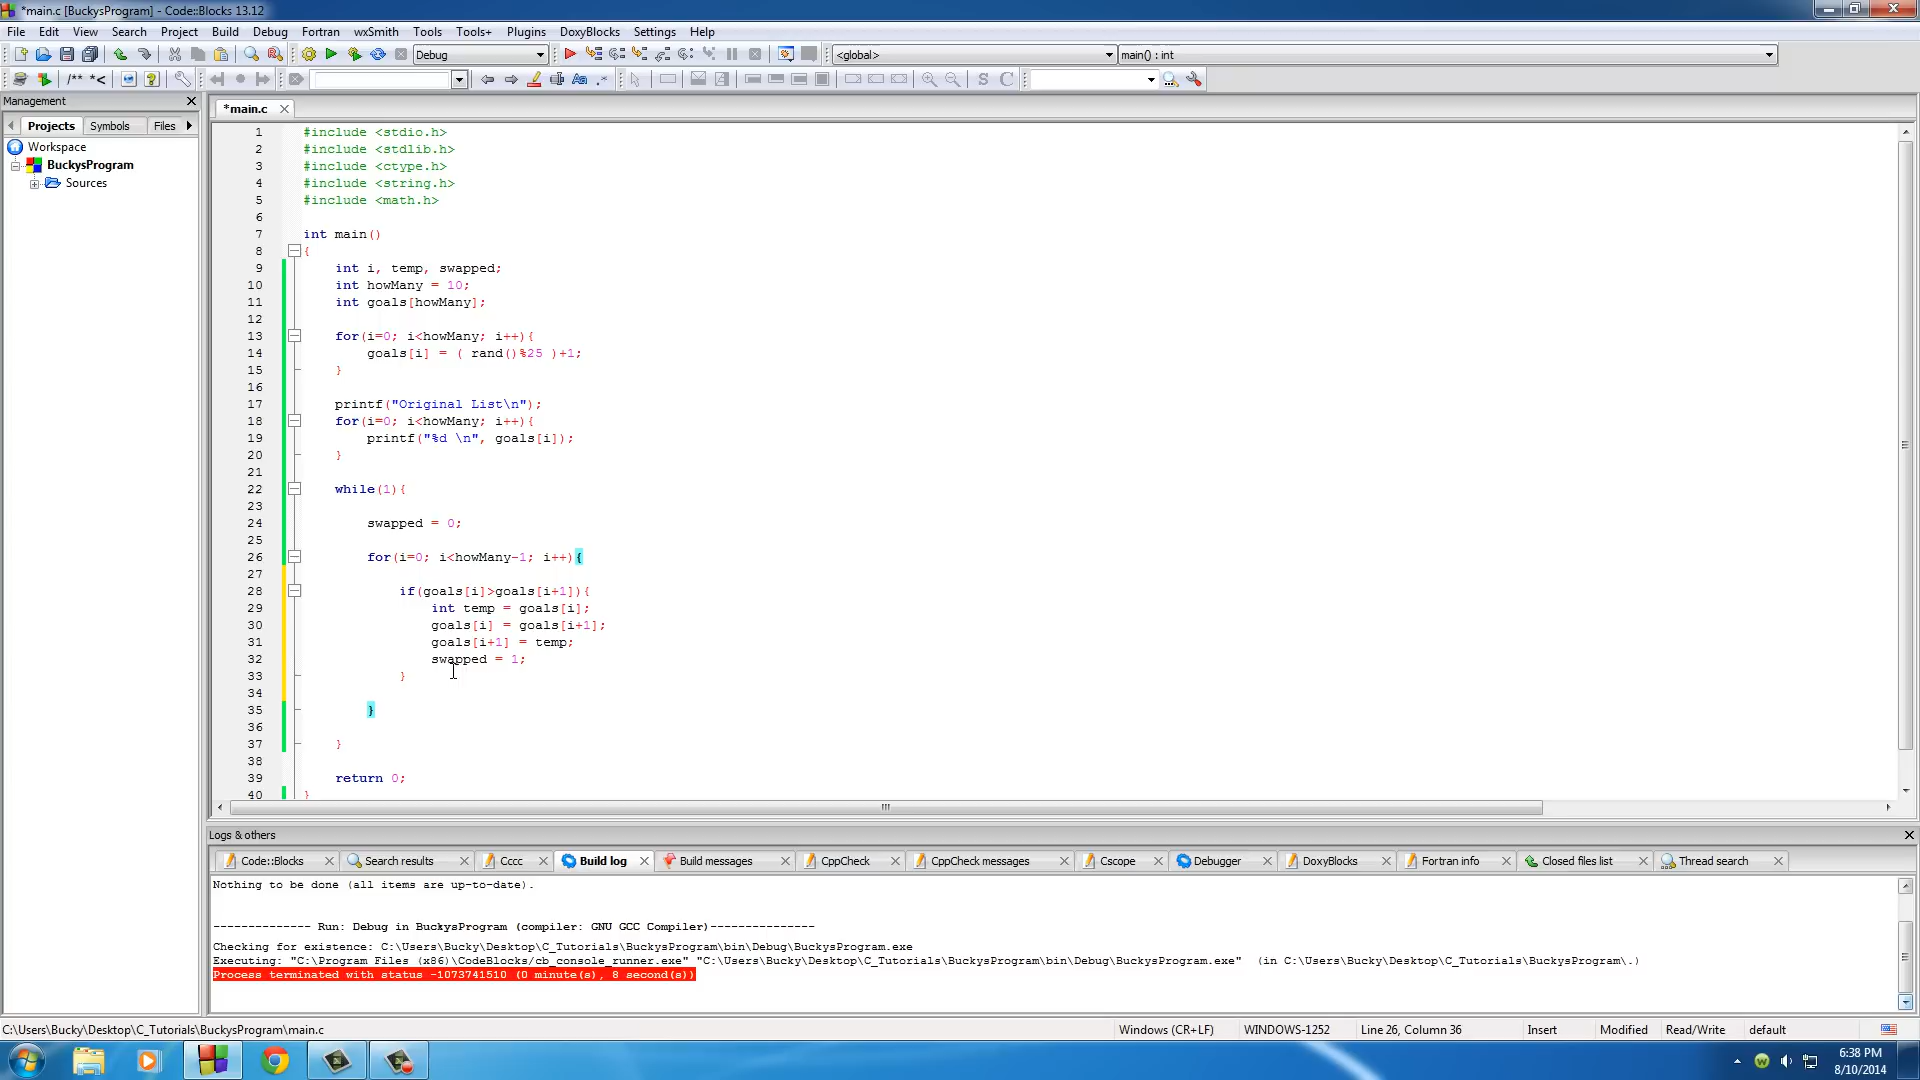 *main.c [BuckysProgram] - Code::Blocks 13.12
File Edit View Search Project Build Debug Fortran wxSmith Tools Tools+ Plugins DoxyBlocks Settings Help
Debug <global> main() : int
/** *< Aa .* S C
Management
*main.c
Projects Symbols Files
Workspace
BuckysProgram
Sources
1 #include <stdio.h>
2 #include <stdlib.h>
3 #include <ctype.h>
4 #include <string.h>
5 #include <math.h>
6
7 int main()
8 {
9 int i, temp, swapped;
10 int howMany = 10;
11 int goals[howMany];
12
13 for(i=0; i<howMany; i++){
14 goals[i] = ( rand()%25 )+1;
15 }
16
17 printf("Original List\n");
18 for(i=0; i<howMany; i++){
19 printf("%d \n", goals[i]);
20 }
21
22 while(1){
23
24 swapped = 0;
25
26 for(i=0; i<howMany-1; i++){
27
28 if(goals[i]>goals[i+1]){
29 int temp = goals[i];
30 goals[i] = goals[i+1];
31 goals[i+1] = temp;
32 swapped = 1;
33 }
34
35 }
36
37 }
38
39 return 0;
40 }
Logs & others
Code::Blocks Search results Cccc Build log Build messages CppCheck CppCheck messages Cscope Debugger DoxyBlocks Fortran info Closed files list Thread search
Nothing to be done (all items are up-to-date).
-------------- Run: Debug in BuckysProgram (compiler: GNU GCC Compiler)---------------
Checking for existence: C:\Users\Bucky\Desktop\C_Tutorials\BuckysProgram\bin\Debug\BuckysProgram.exe
Executing: "C:\Program Files (x86)\CodeBlocks/cb_console_runner.exe" "C:\Users\Bucky\Desktop\C_Tutorials\BuckysProgram\bin\Debug\BuckysProgram.exe" (in C:\Users\Bucky\Desktop\C_Tutorials\BuckysProgram\.)
Process terminated with status -1073741510 (0 minute(s), 8 second(s))
C:\Users\Bucky\Desktop\C_Tutorials\BuckysProgram\main.c Windows (CR+LF) WINDOWS-1252 Line 26, Column 36 Insert Modified Read/Write default
6:38 PM
8/10/2014